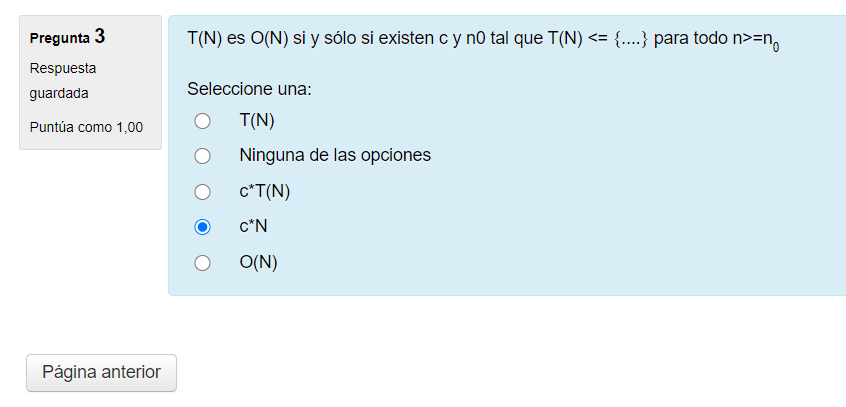 Pregunta 3
Respuesta
guardada
Puntúa como 1,00
T(N) es O(N) si y sólo si existen c y n0 tal que T(N) <= {....} para todo n>=n0
Seleccione una:
T(N)
Ninguna de las opciones
c*T(N)
c*N
O(N)
Página anterior